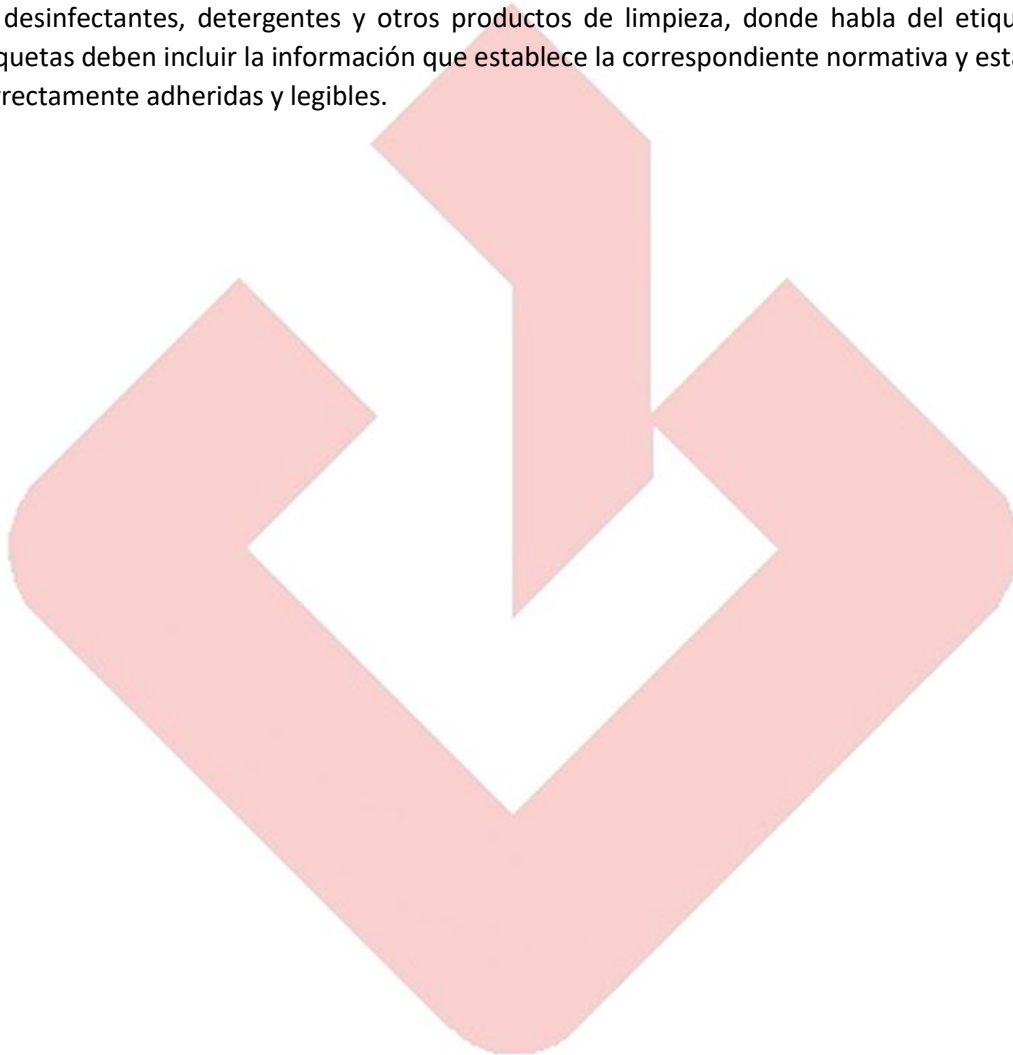 desinfectantes, detergentes y otros productos de limpieza, donde habla del etiqu
quetas deben incluir la información que establece la correspondiente normativa y esta
rrectamente adheridas y legibles.